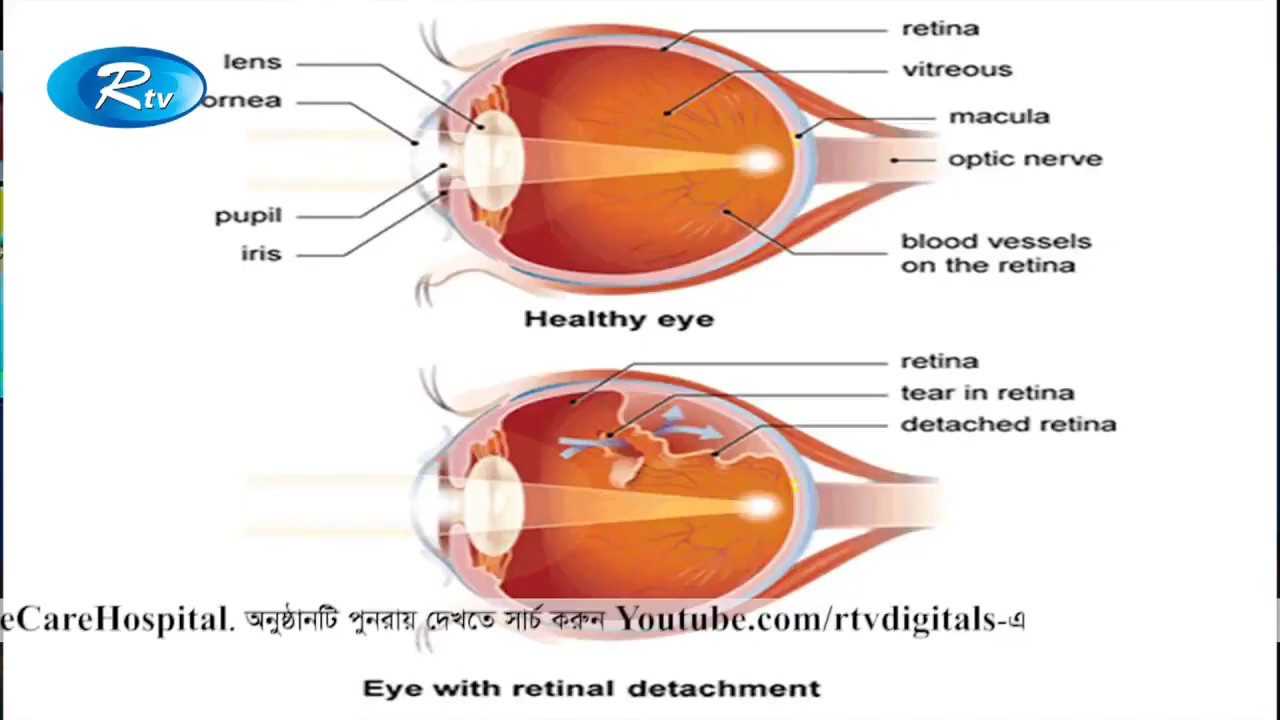 Rtv
lens
ornea
pupil
iris
retina
vitreous
macula
optic nerve
blood vessels
on the retina
Healthy eye
retina
tear in retina
detached retina
eCareHospital. অনুষ্ঠানটি পুনরায় দেখতে সার্চ করুন Youtube.com/rtvdigitals-এ
Eye with retinal detachment